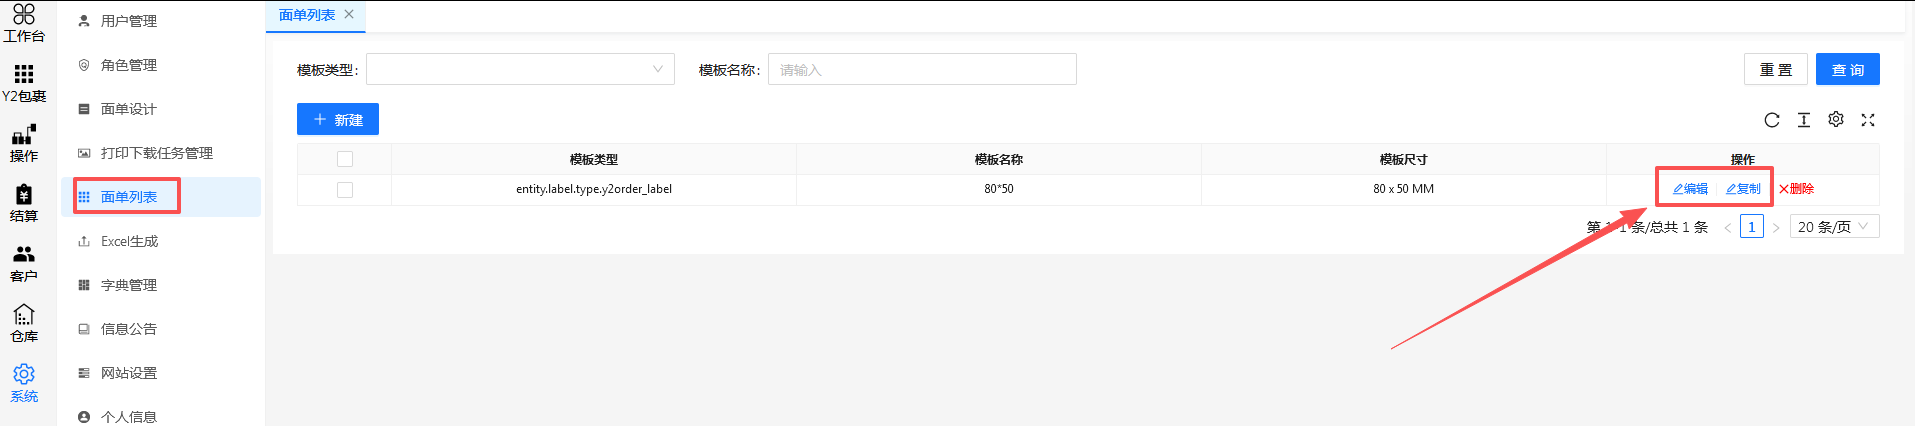 工作台
Y2包裹
操作
结算
客户
仓库
系统
用户管理
角色管理
面单设计
打印下载任务管理
面单列表
Excel生成
字典管理
信息公告
网站设置
个人信息
面单列表
模板类型:
模板名称: 请输入
重 置 查 询
新建
模板类型 模板名称 模板尺寸 操作
entity.label.type.y2order_label 80*50 80 x 50 MM 编辑 复制 删除
第 1-1 条/总共 1 条 1 20 条/页